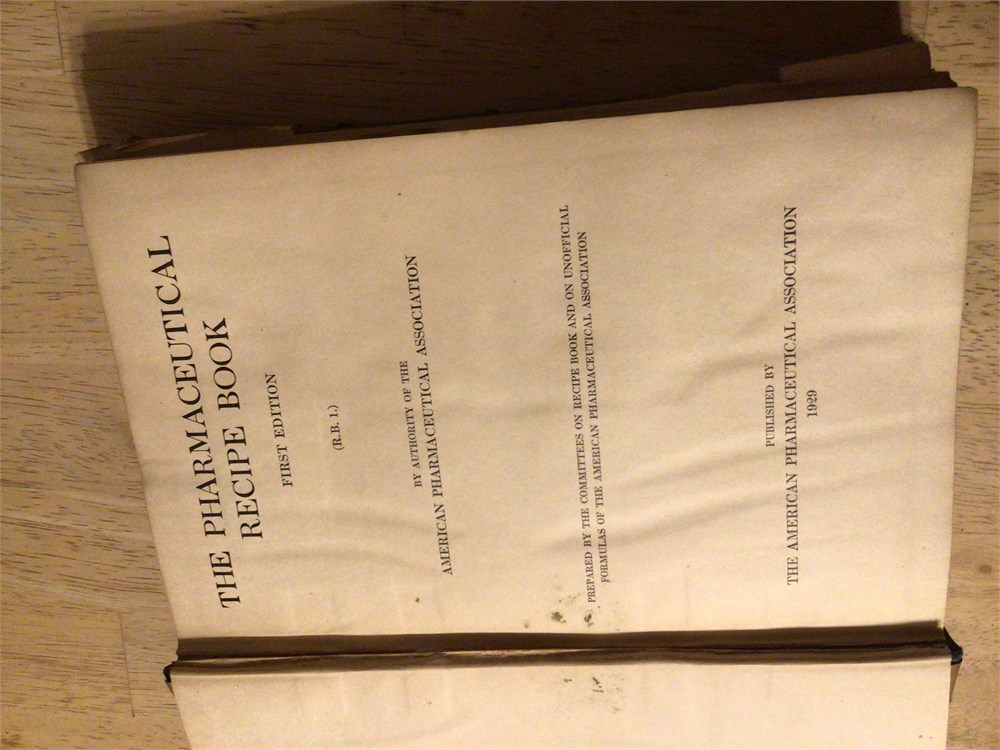 THE PHARMACEUTICAL
RECIPE BOOK
FIRST EDITION
(R.B.1.)
BY AUTHORITY OF THE
AMERICAN PHARMACEUTICAL ASSOCIATION
PREPARED BY THE COMMITTEES ON RECIPE BOOK AND ON UNOFFICIAL
FORMULAS OF THE AMERICAN PHARMACEUTICAL ASSOCIATION
PUBLISHED BY
THE AMERICAN PHARMACEUTICAL ASSOCIATION
1929